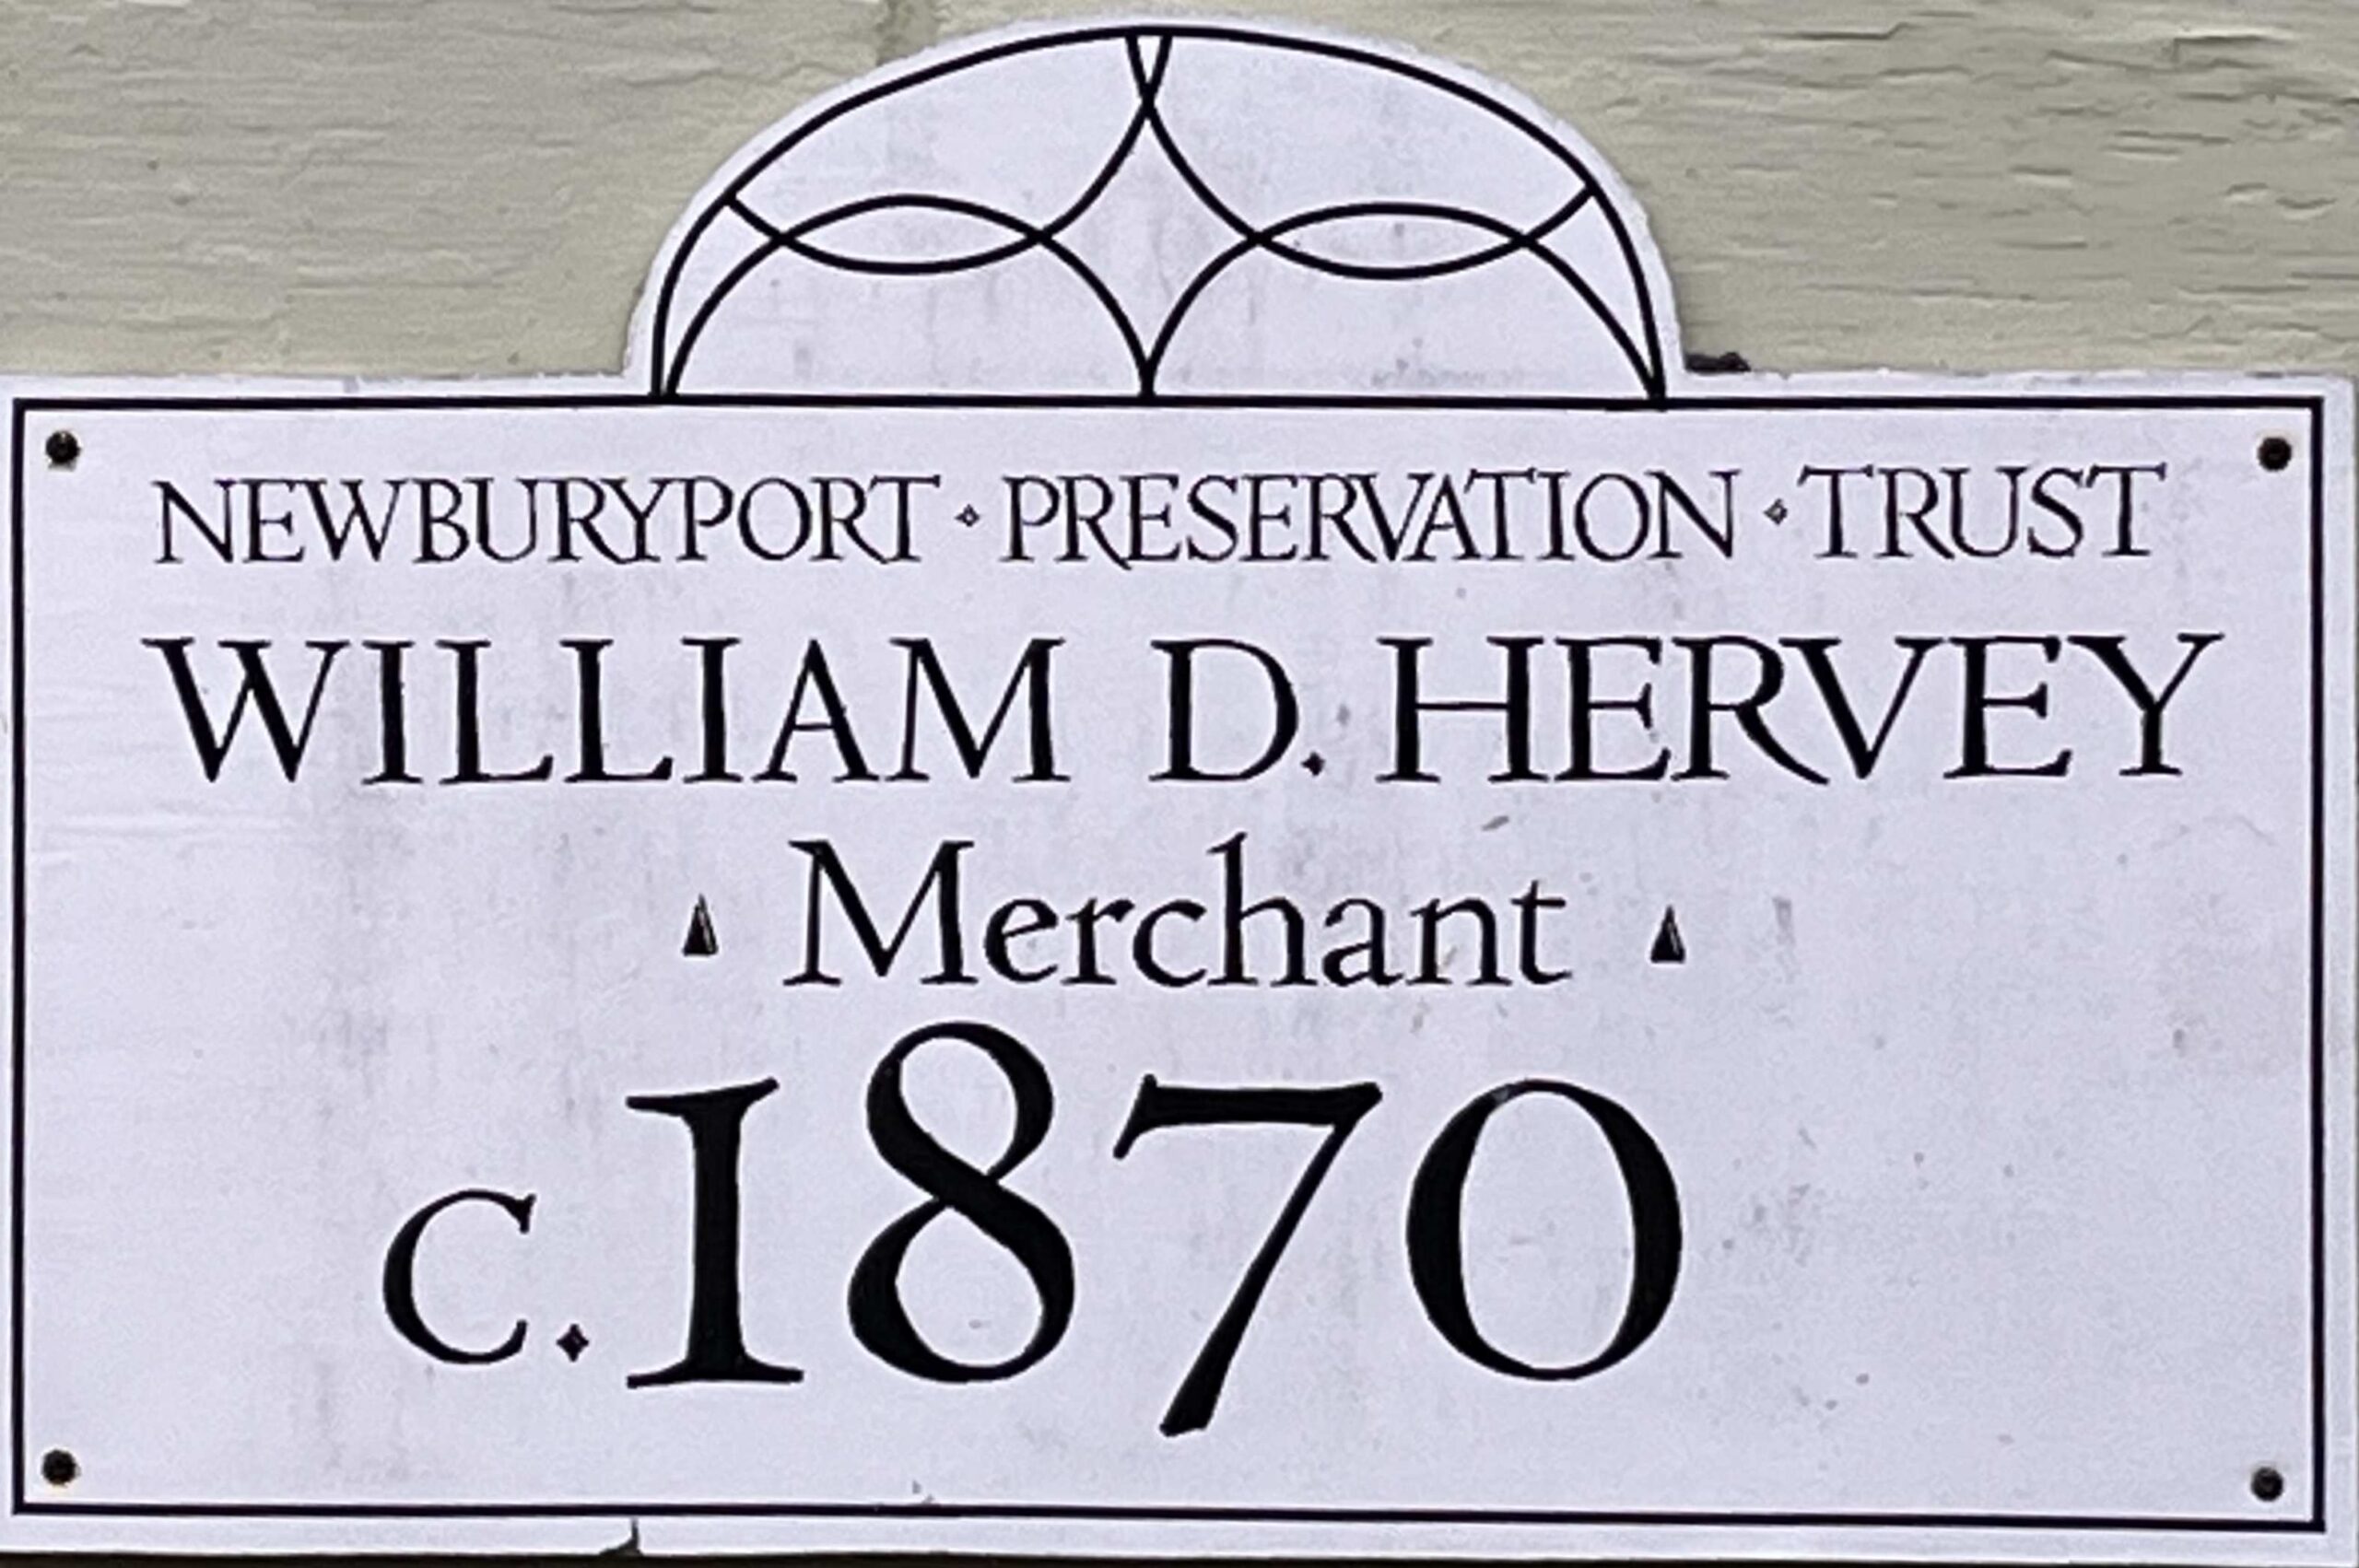 NEWBURYPORT · PRESERVATION · TRUST
WILLIAM D. HERVEY
Merchant
c. 1870